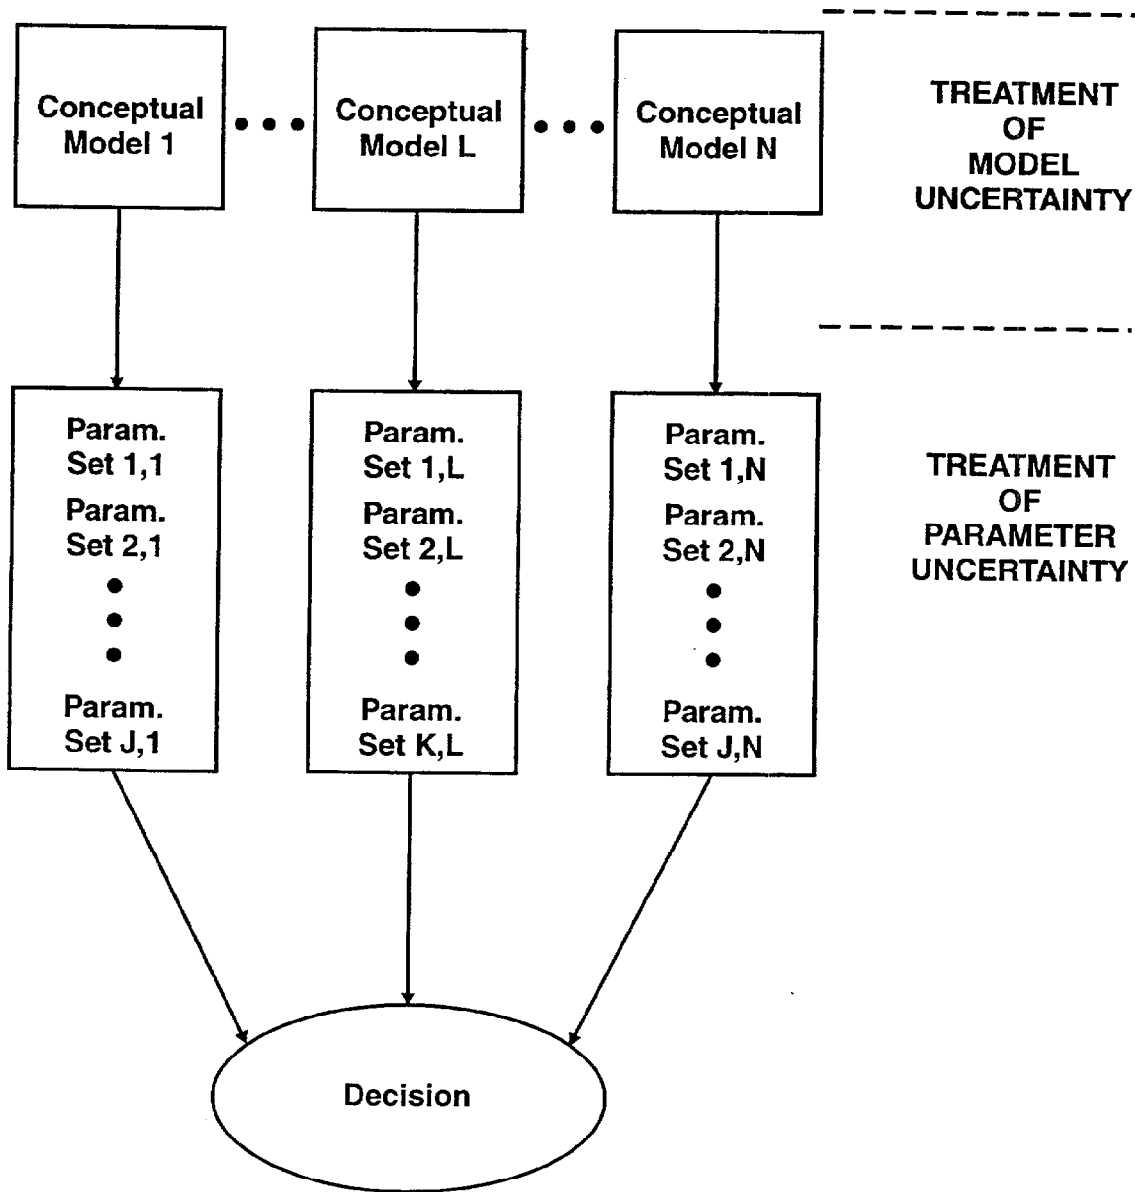 Conceptual
Model 1
Conceptual
Model L
Conceptual
Model N
TREATMENT
OF
MODEL
UNCERTAINTY
Param.
Set 1,1
Param.
Set 2,1
Param.
Set J,1
Param.
Set 1,L
Param.
Set 2,L
Param.
Set K,L
Param.
Set 1,N
Param.
Set 2,N
Param.
Set J,N
TREATMENT
OF
PARAMETER
UNCERTAINTY
Decision